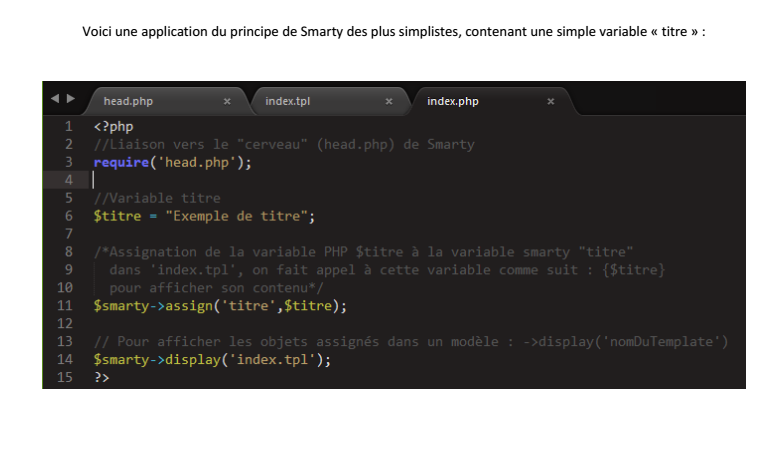 Voici une application du principe de Smarty des plus simplistes, contenant une simple variable « titre » :
head.php × index.tpl × index.php ×
1 <?php
2 //Liaison vers le "cerveau" (head.php) de Smarty
3 require('head.php');
4
5 //Variable titre
6 $titre = "Exemple de titre";
7
8 /*Assignation de la variable PHP $titre à la variable smarty "titre"
9 dans 'index.tpl', on fait appel à cette variable comme suit : {$titre}
10 pour afficher son contenu*/
11 $smarty->assign('titre',$titre);
12
13 // Pour afficher les objets assignés dans un modèle : ->display('nomDuTemplate')
14 $smarty->display('index.tpl');
15 ?>